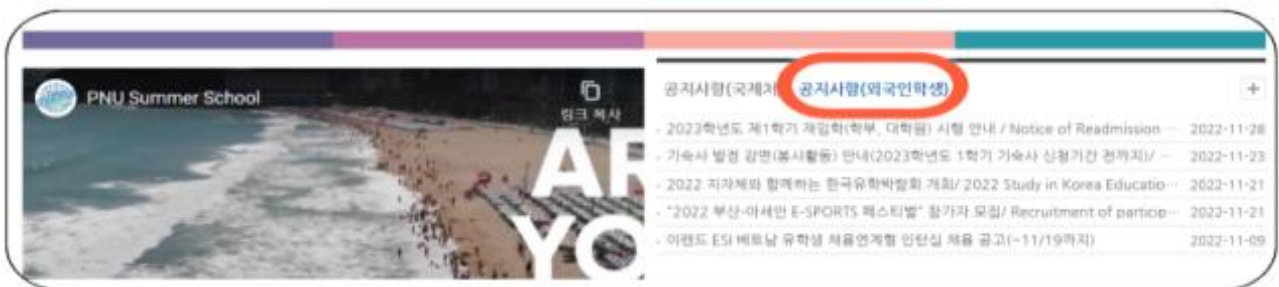 PNU Summer School
링크 복사
AR
YO
공지사항(국제처
공지사항(외국인학생)
+
2023학년도 제1학기 재입학(학부, 대학원) 시행 안내 / Notice of Readmission ··· 2022-11-28
기숙사 벌점 감면(봉사활동) 안내(2023학년도 1학기 기숙사 신청기간 전까지)/ ··· 2022-11-23
2022 지자체와 함께하는 한국유학박람회 개최/ 2022 Study in Korea Educatio··· 2022-11-21
"2022 부산-아세안 E-SPORTS 페스티벌" 참가자 모집/ Recruitment of particip··· 2022-11-21
이랜드 ESI 베트남 유학생 채용연계형 인턴십 채용 공고(~11/19까지) 2022-11-09